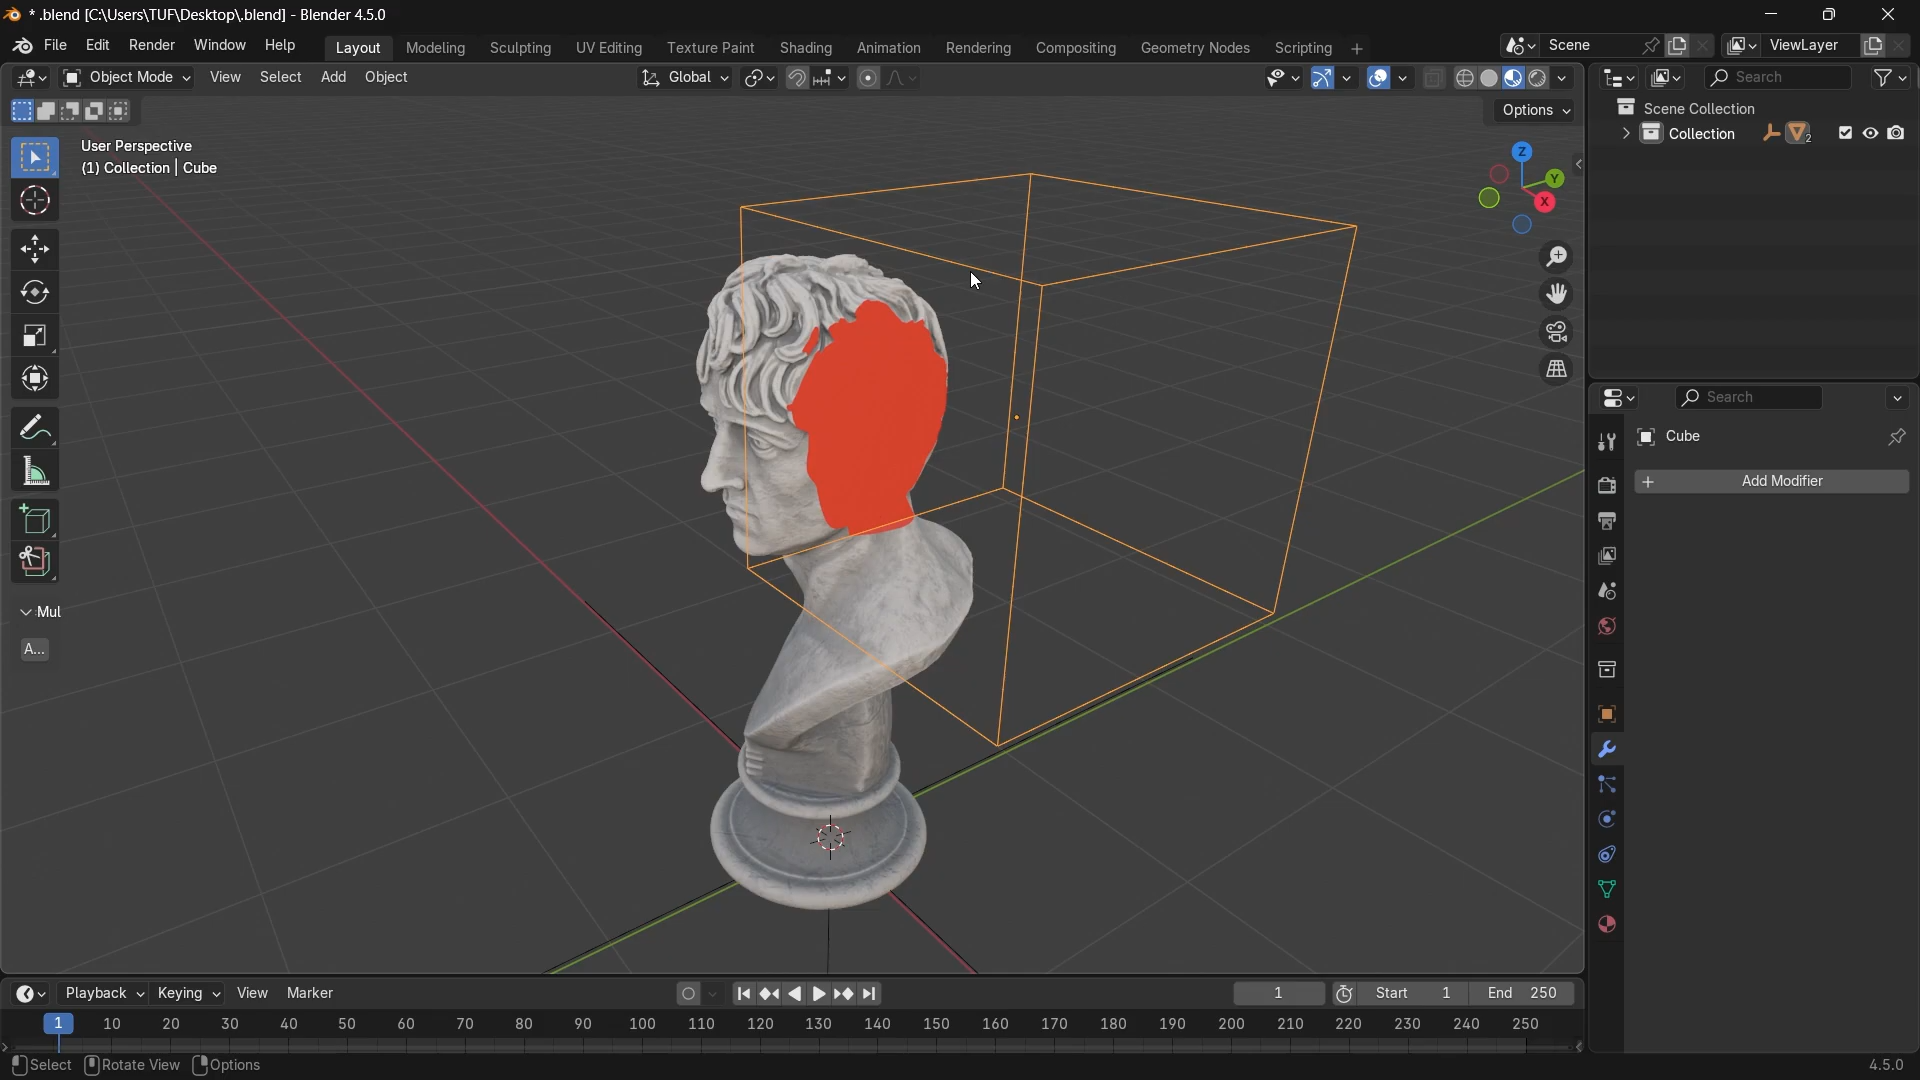 * .blend [C:\Users\TUF\Desktop\.blend] - Blender 4.5.0
File Edit Render Window Help Layout Modeling Sculpting UV Editing Texture Paint Shading Animation Rendering Compositing Geometry Nodes Scripting + Scene ViewLayer
Object Mode View Select Add Object Global Search
Options
Scene Collection
Collection 2
User Perspective
(1) Collection | Cube
Z
Y
X
Search
Cube
Add Modifier
Mul
A...
Playback Keying View Marker 1 Start 1 End 250
1 10 20 30 40 50 60 70 80 90 100 110 120 130 140 150 160 170 180 190 200 210 220 230 240 250
Select Rotate View Options 4.5.0